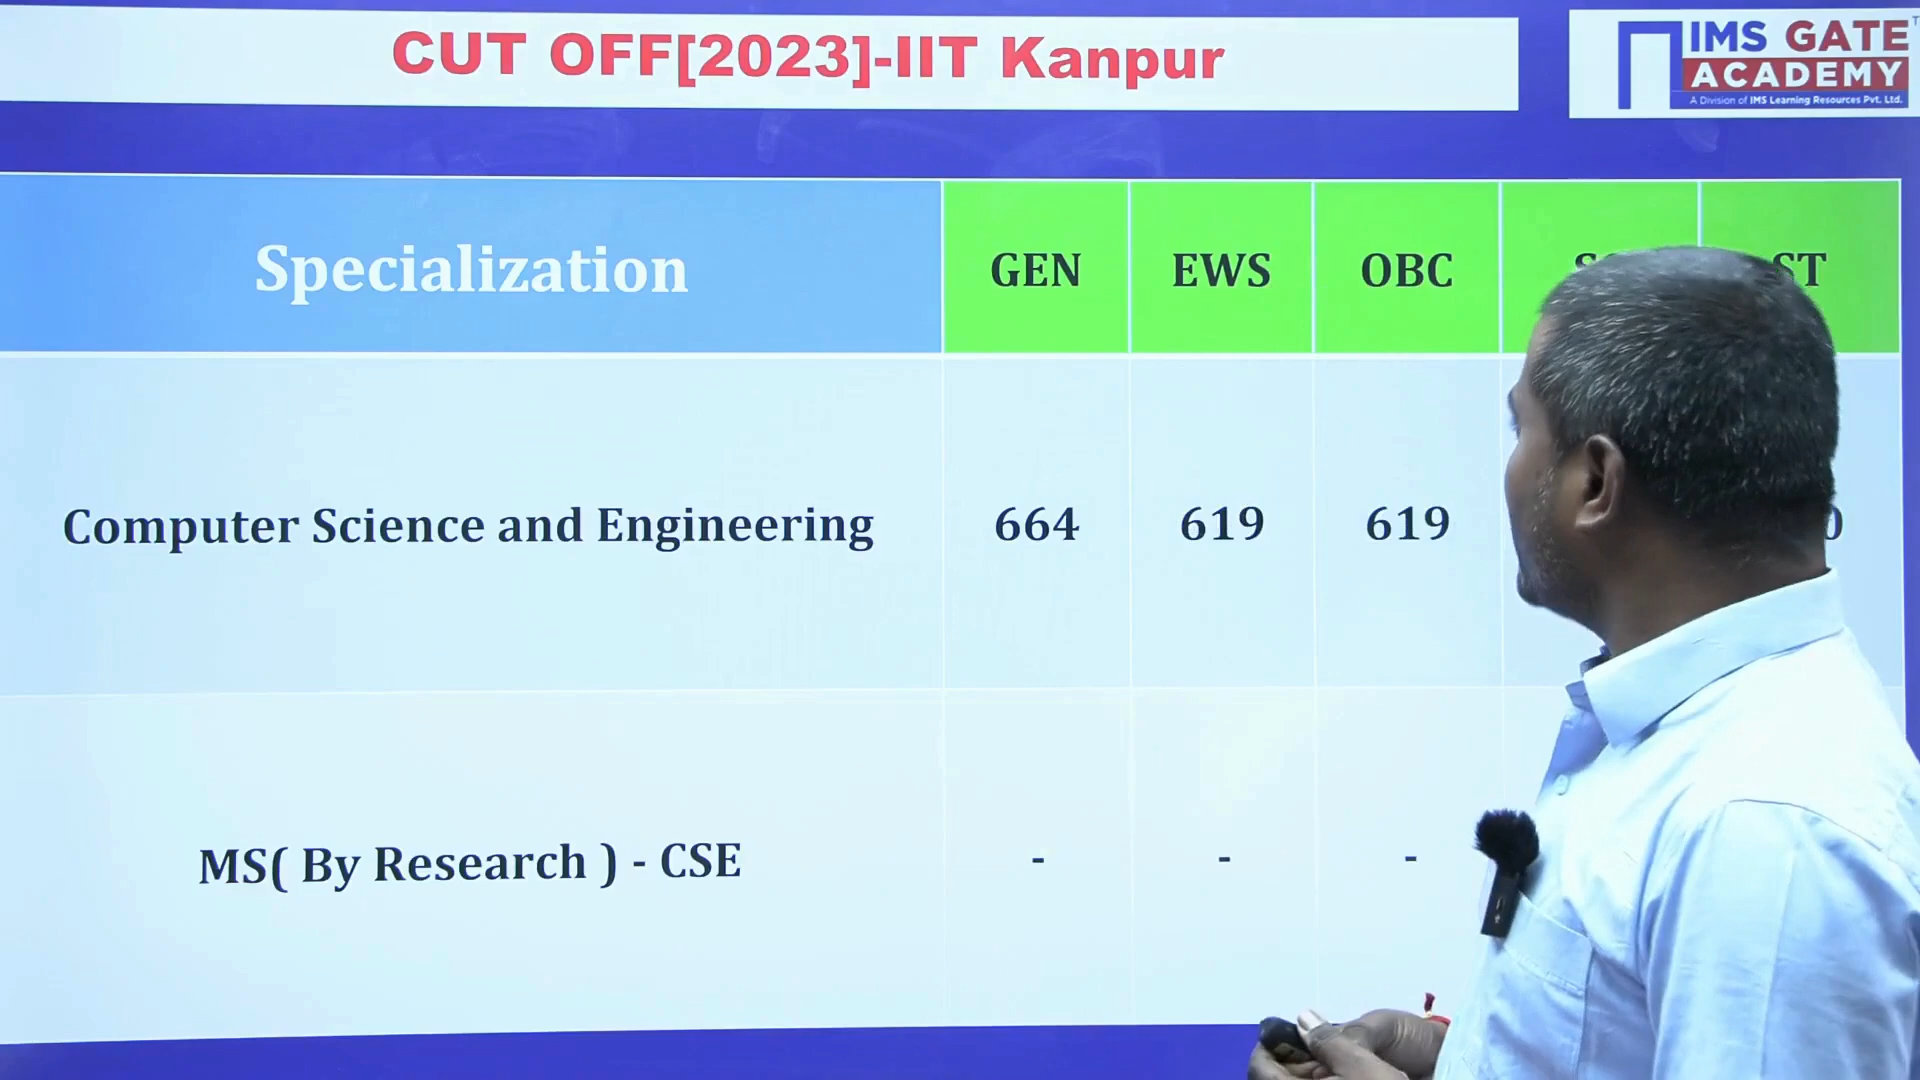 CUT OFF[2023]-IIT Kanpur
IMS GATE
ACADEMY
A Division of IMS Learning Resources Pvt. Ltd.
Specialization GEN EWS OBC ST
Computer Science and Engineering 664 619 619
MS( By Research ) - CSE - - -